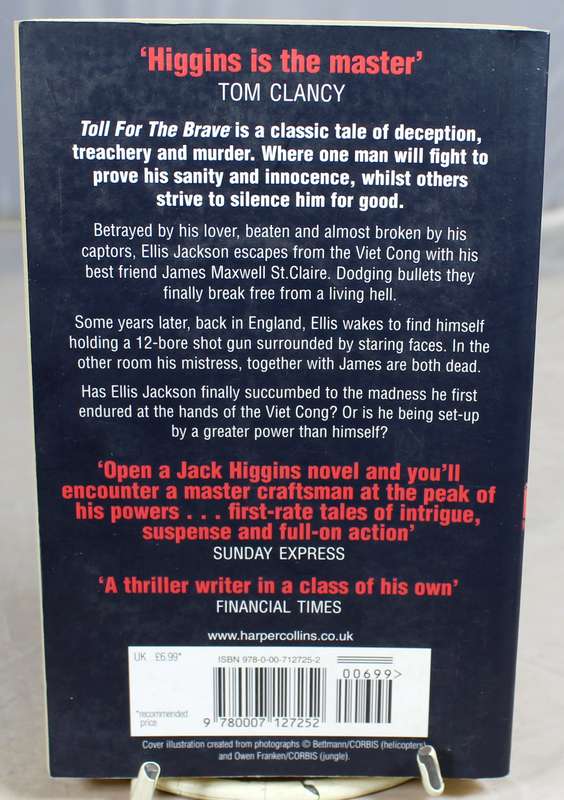 ‘Higgins is the master’
TOM CLANCY
Toll For The Brave is a classic tale of deception,
treachery and murder. Where one man will fight to
prove his sanity and innocence, whilst others
strive to silence him for good.
Betrayed by his lover, beaten and almost broken by his
captors, Ellis Jackson escapes from the Viet Cong with his
best friend James Maxwell St.Claire. Dodging bullets they
finally break free from a living hell.
Some years later, back in England, Ellis wakes to find himself
holding a 12-bore shot gun surrounded by staring faces. In the
other room his mistress, together with James are both dead.
Has Ellis Jackson finally succumbed to the madness he first
endured at the hands of the Viet Cong? Or is he being set-up
by a greater power than himself?
‘Open a Jack Higgins novel and you’ll
encounter a master craftsman at the peak of
his powers . . . first-rate tales of intrigue,
suspense and full-on action’
SUNDAY EXPRESS
‘A thriller writer in a class of his own’
FINANCIAL TIMES
www.harpercollins.co.uk
UK £6.99*
ISBN 978-0-00-712725-2
00699>
*recommended
price
9 780007 127252
Cover illustration created from photographs © Bettmann/CORBIS (helicopters)
and Owen Franken/CORBIS (jungle).